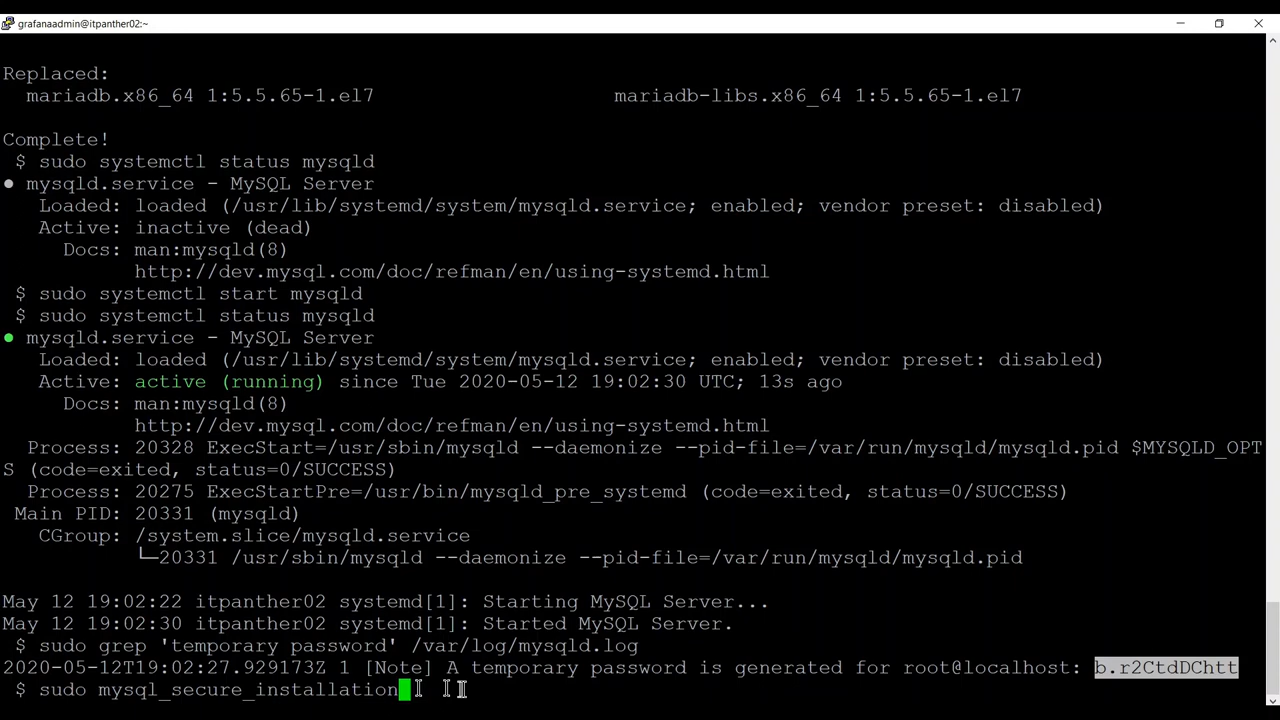 grafanaadmin@itpanther02:~
Replaced:
mariadb.x86_64 1:5.5.65-1.el7 mariadb-libs.x86_64 1:5.5.65-1.el7
Complete!
$ sudo systemctl status mysqld
● mysqld.service - MySQL Server
Loaded: loaded (/usr/lib/systemd/system/mysqld.service; enabled; vendor preset: disabled)
Active: inactive (dead)
Docs: man:mysqld(8)
http://dev.mysql.com/doc/refman/en/using-systemd.html
$ sudo systemctl start mysqld
$ sudo systemctl status mysqld
● mysqld.service - MySQL Server
Loaded: loaded (/usr/lib/systemd/system/mysqld.service; enabled; vendor preset: disabled)
Active: active (running) since Tue 2020-05-12 19:02:30 UTC; 13s ago
Docs: man:mysqld(8)
http://dev.mysql.com/doc/refman/en/using-systemd.html
Process: 20328 ExecStart=/usr/sbin/mysqld --daemonize --pid-file=/var/run/mysqld/mysqld.pid $MYSQLD_OPT
S (code=exited, status=0/SUCCESS)
Process: 20275 ExecStartPre=/usr/bin/mysqld_pre_systemd (code=exited, status=0/SUCCESS)
Main PID: 20331 (mysqld)
CGroup: /system.slice/mysqld.service
└─20331 /usr/sbin/mysqld --daemonize --pid-file=/var/run/mysqld/mysqld.pid
May 12 19:02:22 itpanther02 systemd[1]: Starting MySQL Server...
May 12 19:02:30 itpanther02 systemd[1]: Started MySQL Server.
$ sudo grep 'temporary password' /var/log/mysqld.log
2020-05-12T19:02:27.929173Z 1 [Note] A temporary password is generated for root@localhost: b.r2CtdDChtt
$ sudo mysql_secure_installation